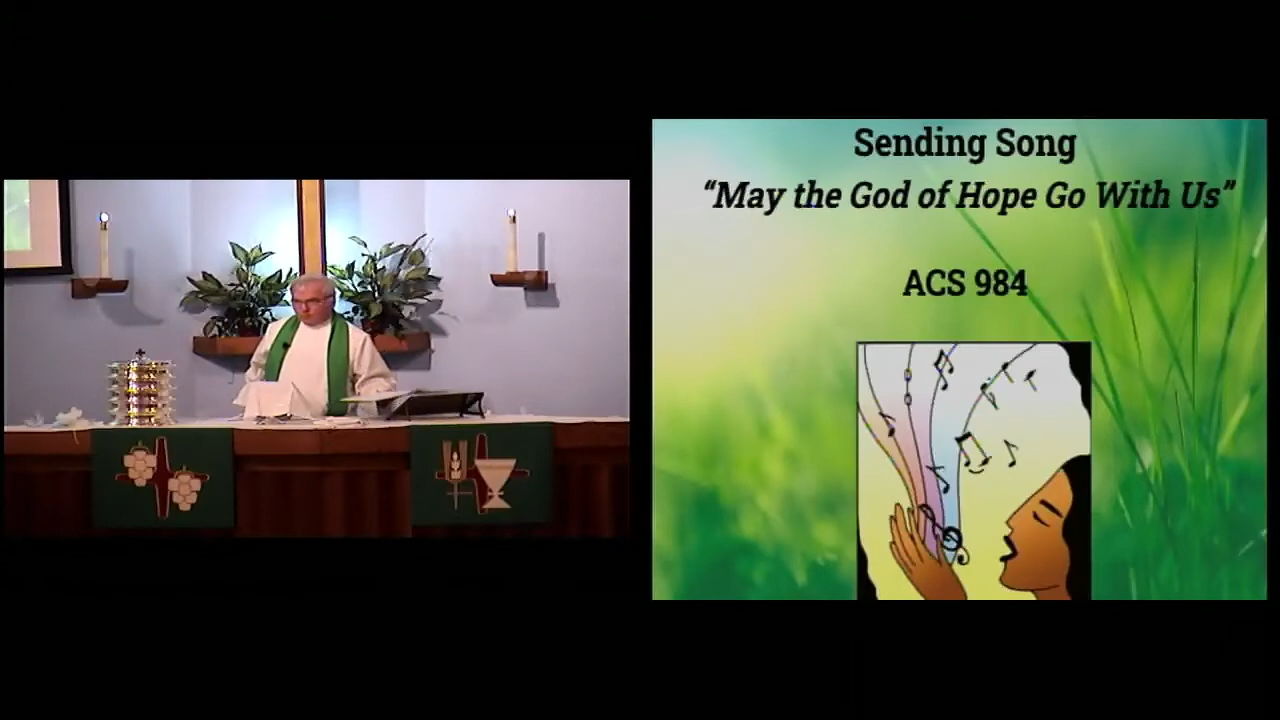 Sending Song
“May the God of Hope Go With Us”
ACS 984